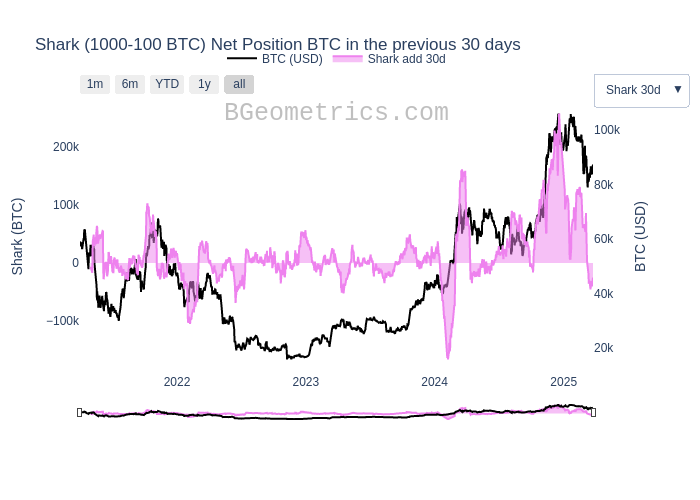 Shark (1000-100 BTC) Net Position BTC in the previous 30 days
BTC (USD) Shark add 30d
1m 6m YTD 1y all
Shark 30d ▼
BGeometrics.com
200k
100k
0
−100k
Shark (BTC)
100k
80k
60k
40k
20k
BTC (USD)
2022 2023 2024 2025